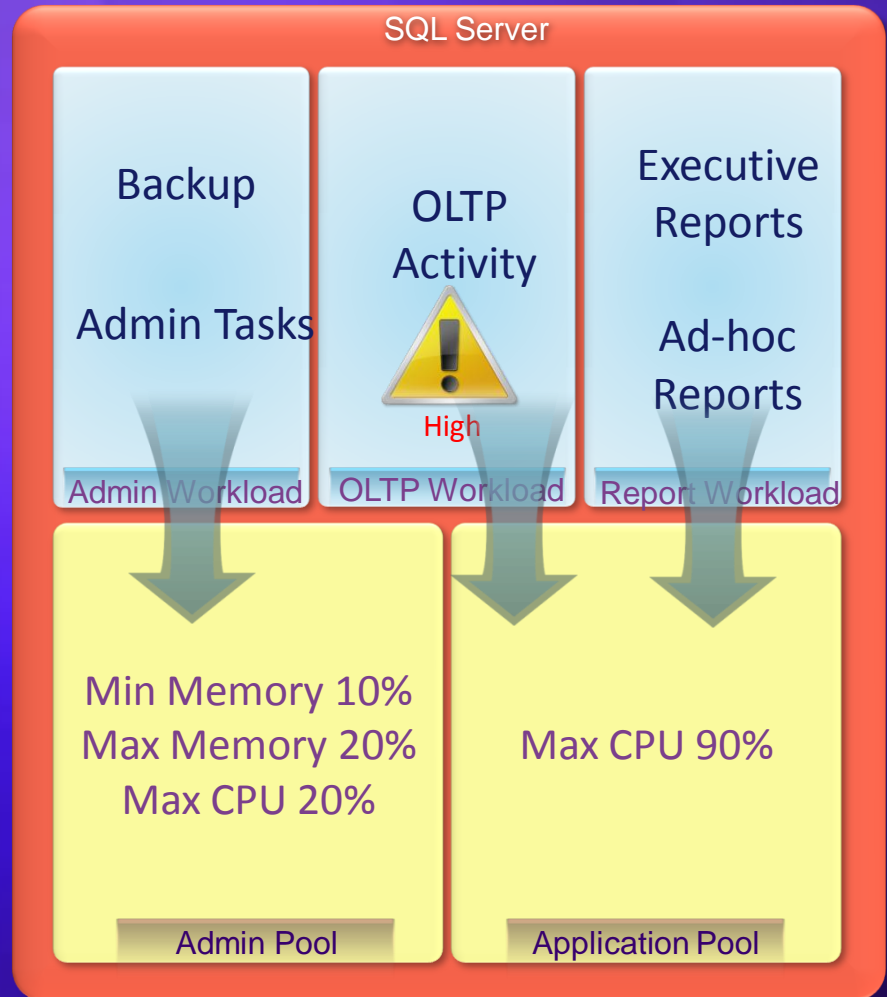 SQL Server
Backup
Admin Tasks
Admin Workload
OLTP
Activity
High
OLTP Workload
Executive
Reports
Ad-hoc
Reports
Report Workload
Min Memory 10%
Max Memory 20%
Max CPU 20%
Admin Pool
Max CPU 90%
Application Pool